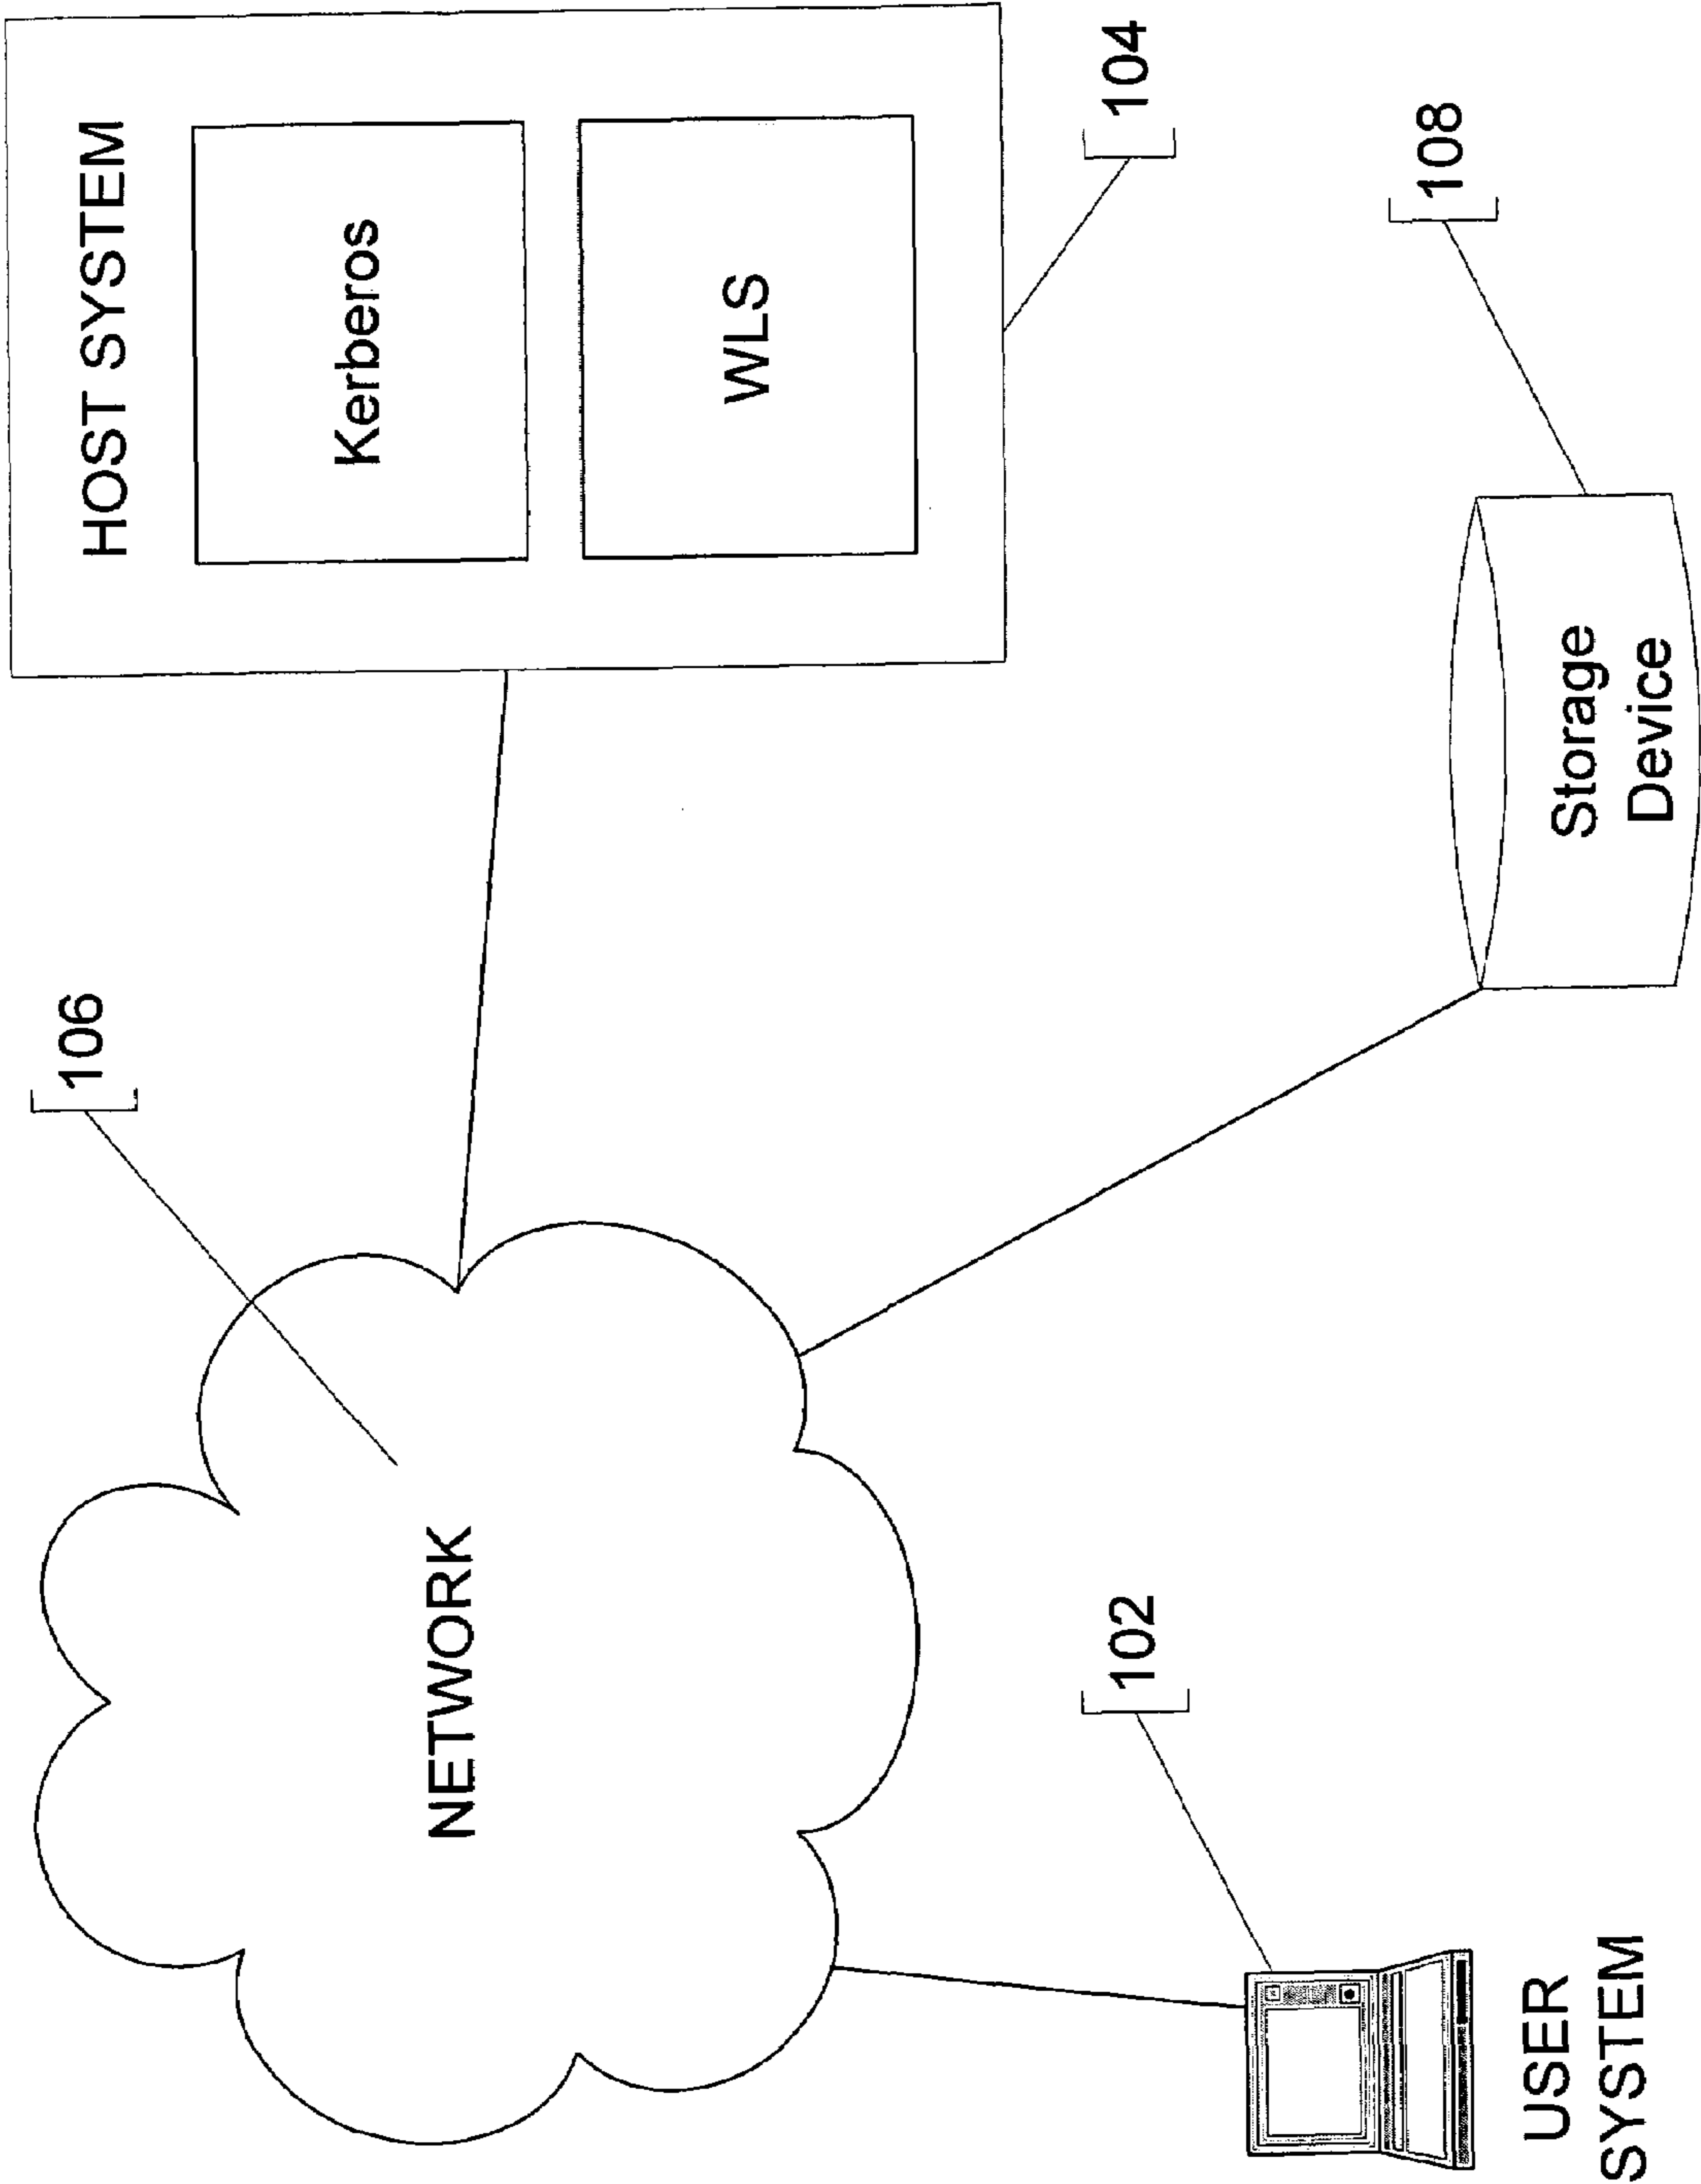 106
HOST SYSTEM
Kerberos
WLS
104
NETWORK
102
108
Storage
Device
USER
SYSTEM